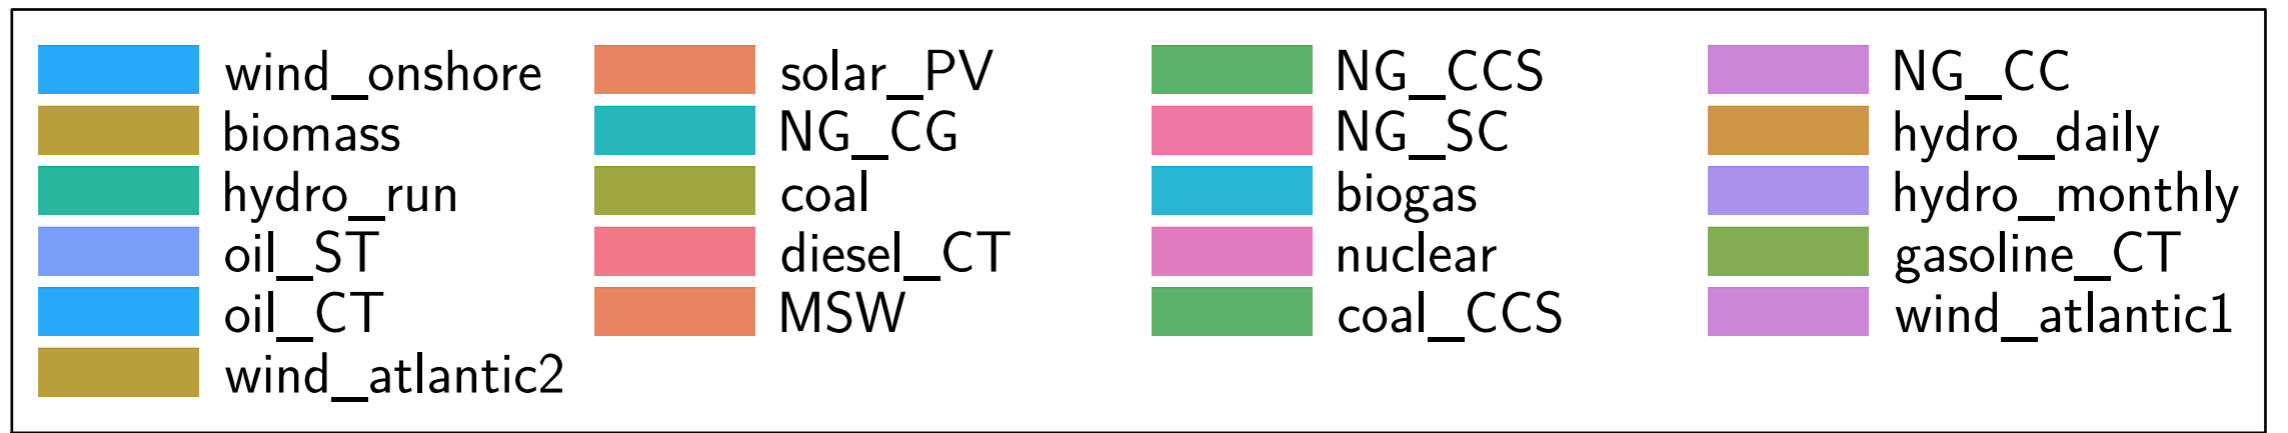 wind_onshore solar_PV NG_CCS NG_CC
biomass NG_CG NG_SC hydro_daily
hydro_run coal biogas hydro_monthly
oil_ST diesel_CT nuclear gasoline_CT
oil_CT MSW coal_CCS wind_atlantic1
wind_atlantic2